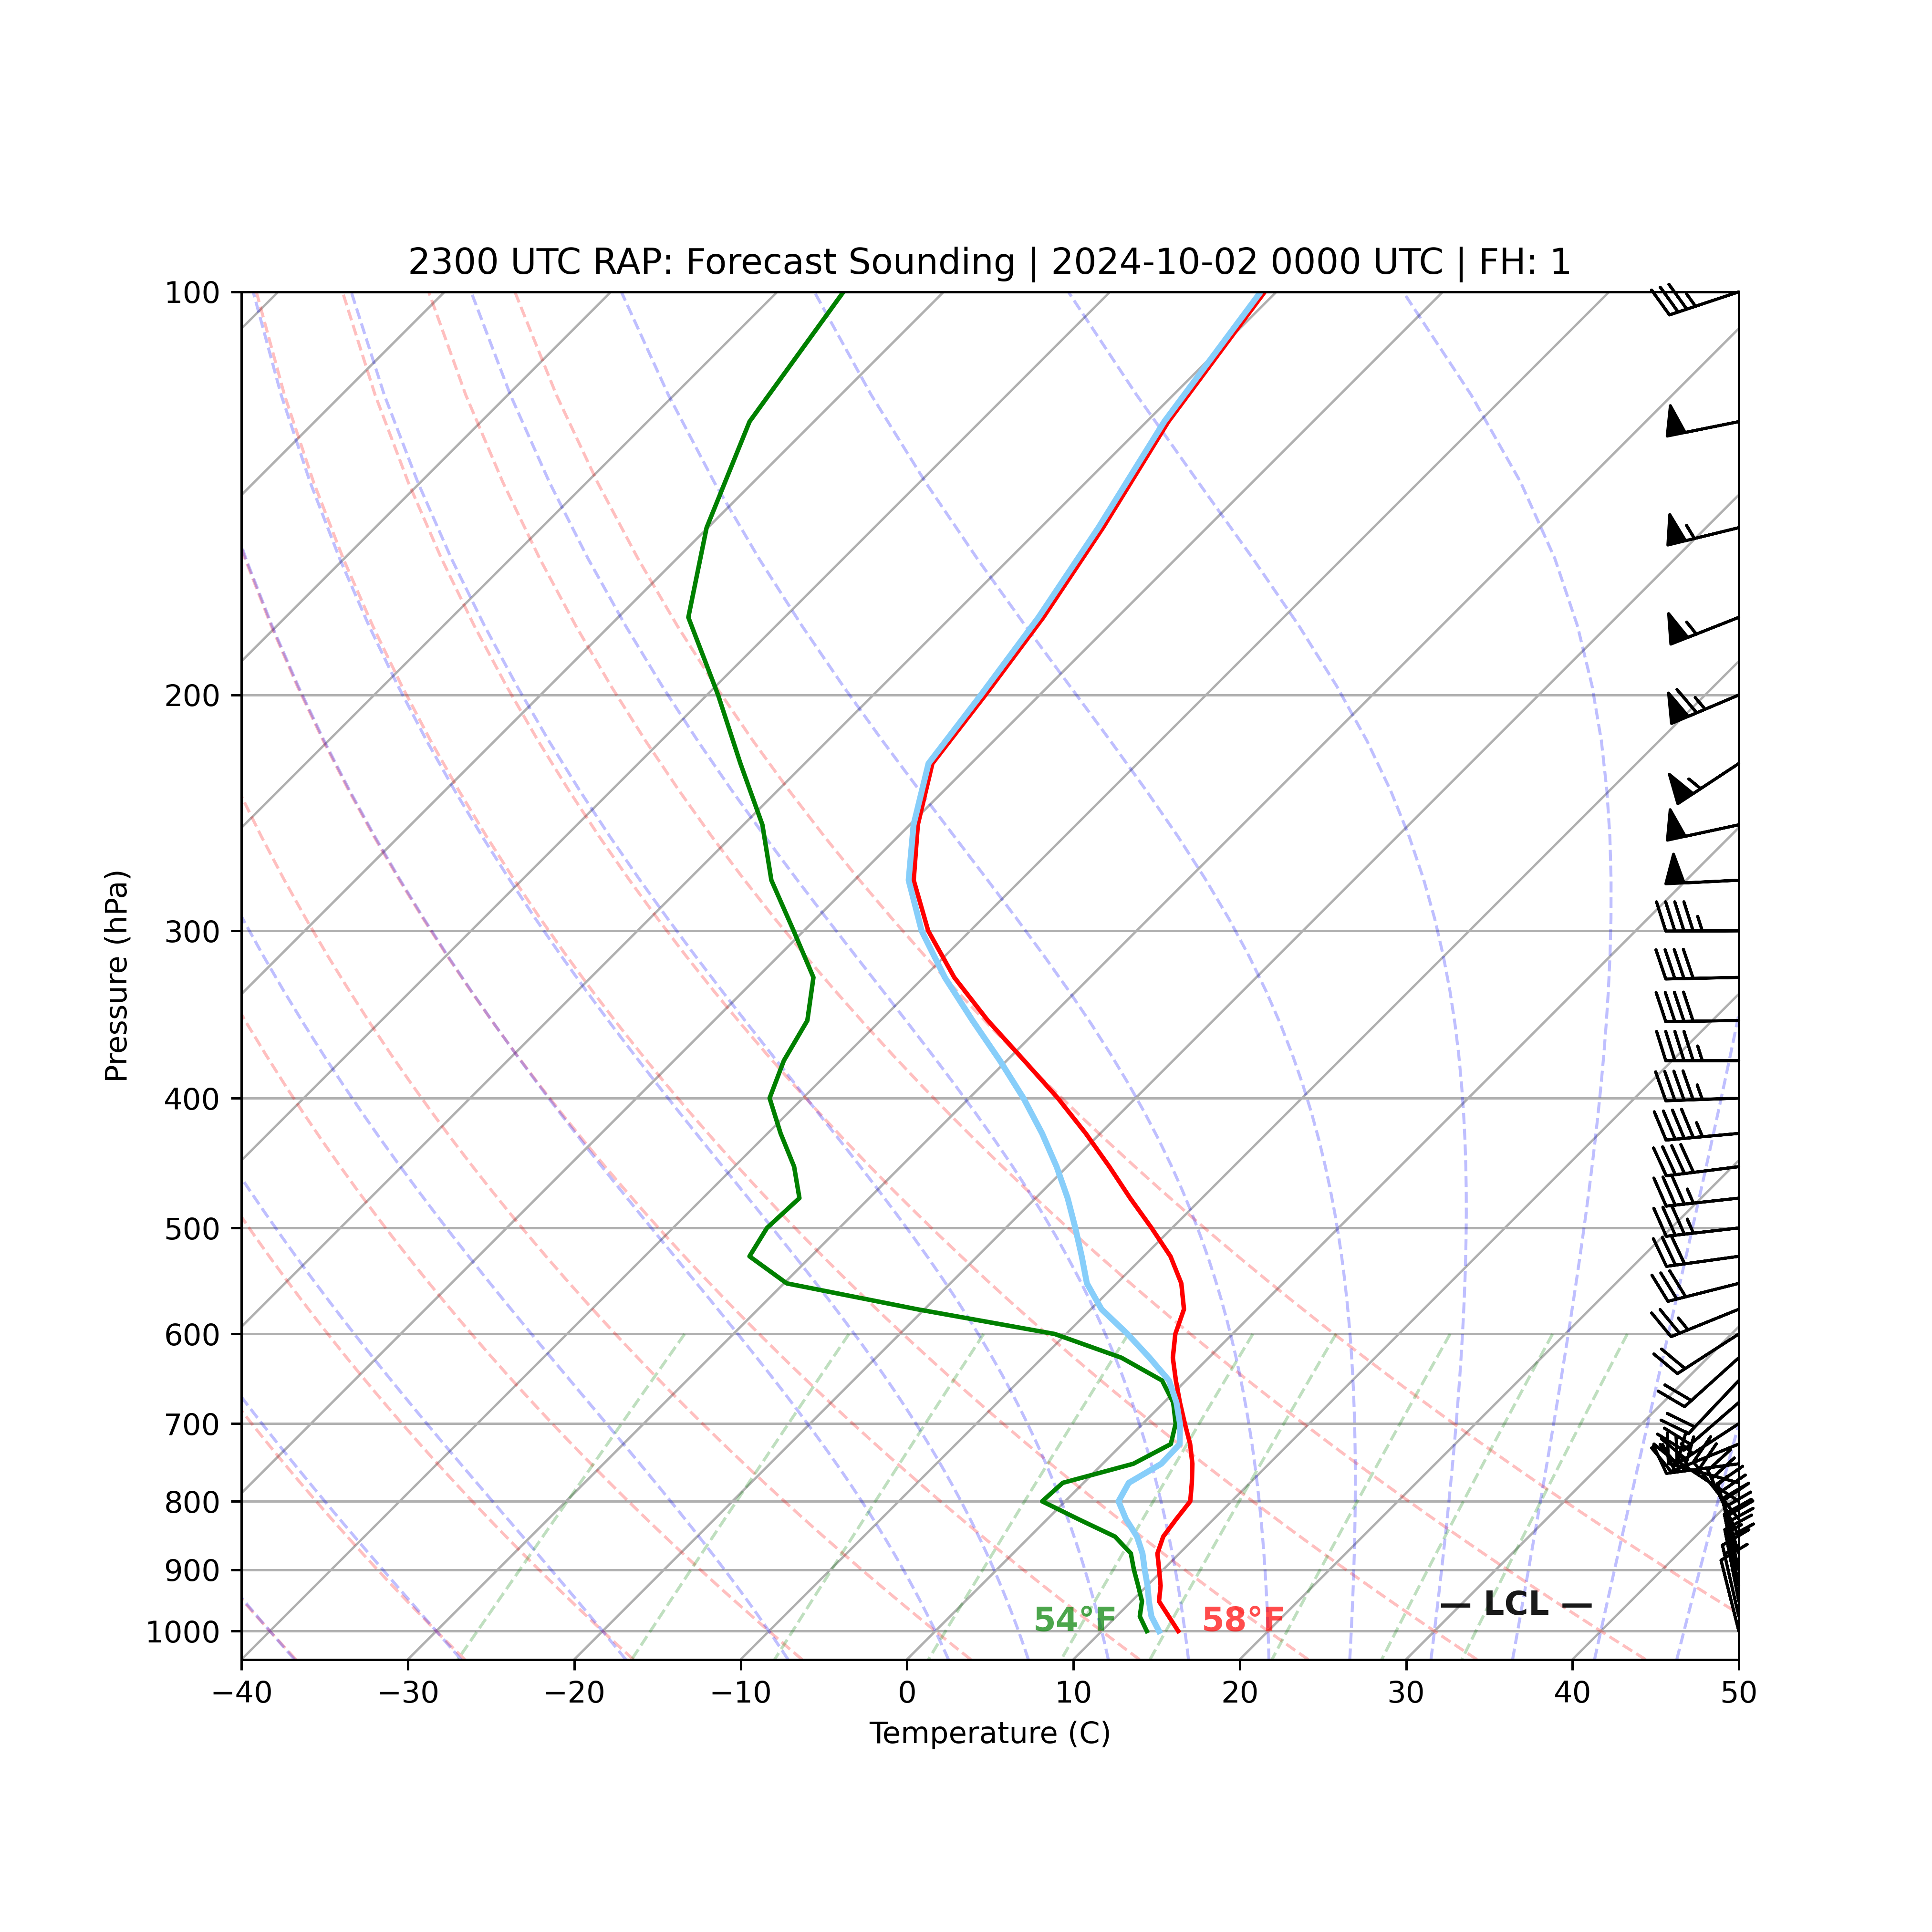 2300 UTC RAP: Forecast Sounding | 2024-10-02 0000 UTC | FH: 1
100
200
300
400
500
600
700
800
900
1000
Pressure (hPa)
54°F
58°F
— LCL —
−40 −30 −20 −10 0 10 20 30 40 50
Temperature (C)